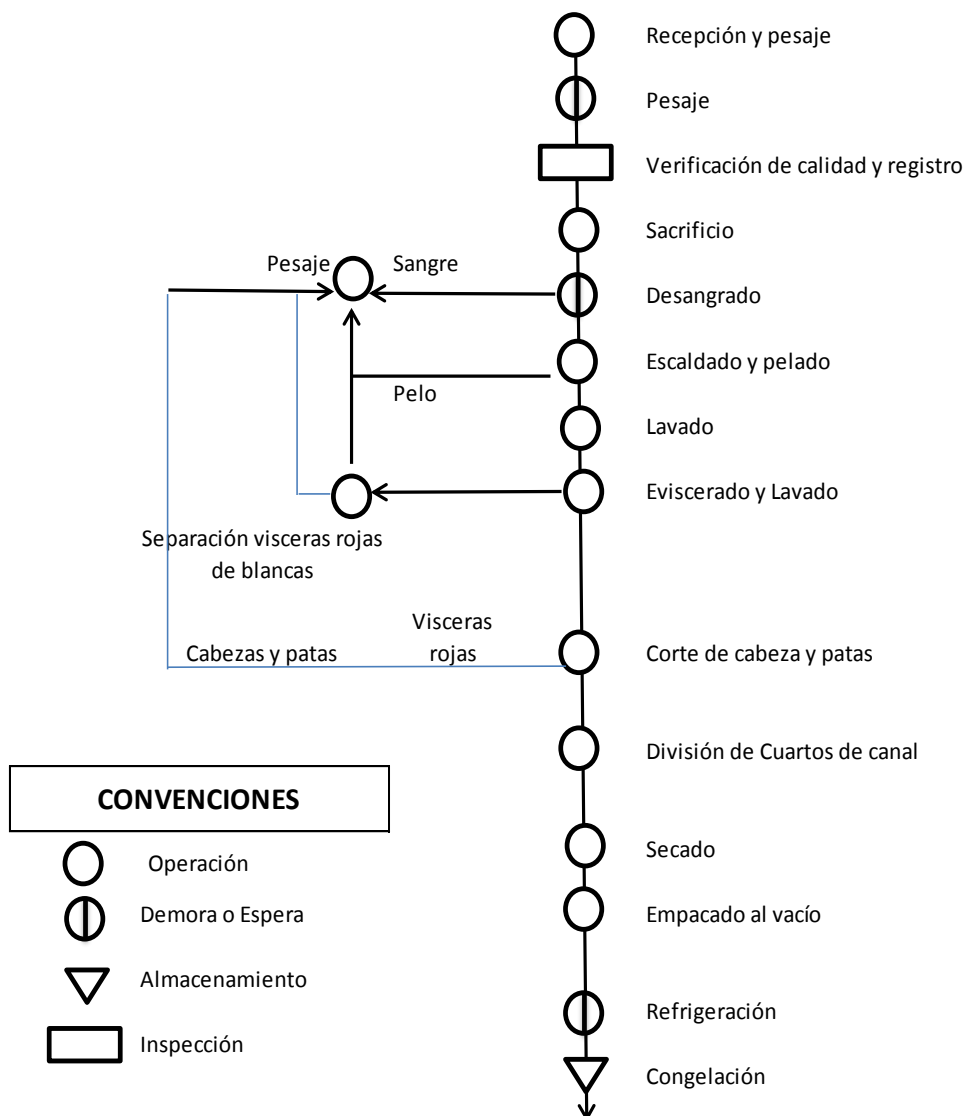 Recepción y pesaje
Pesaje
Verificación de calidad y registro
Sacrificio
Pesaje
Sangre
Desangrado
Escaldado y pelado
Pelo
Lavado
Eviscerado y Lavado
Separación visceras rojas
de blancas
Visceras
rojas
Cabezas y patas
Corte de cabeza y patas
División de Cuartos de canal
CONVENCIONES
Operación
Demora o Espera
Almacenamiento
Inspección
Secado
Empacado al vacío
Refrigeración
Congelación